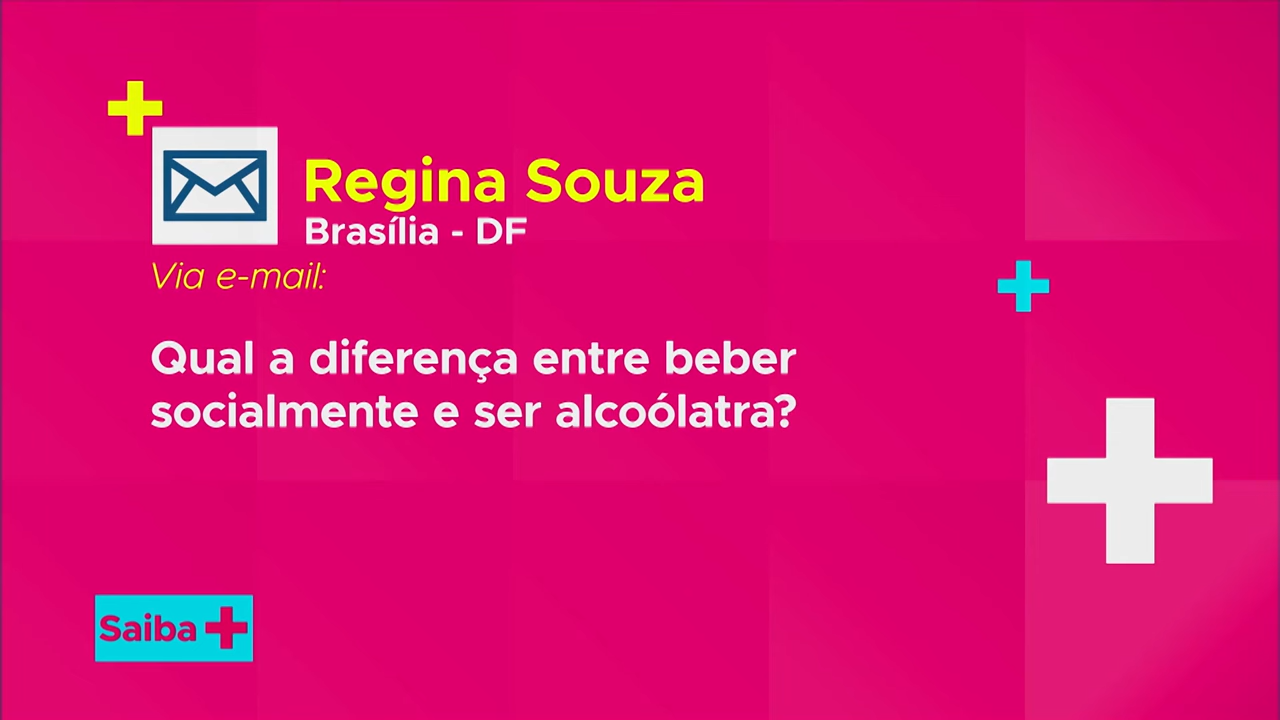 Regina Souza
Brasília - DF
Via e-mail:
Qual a diferença entre beber
socialmente e ser alcoólatra?
Saiba+